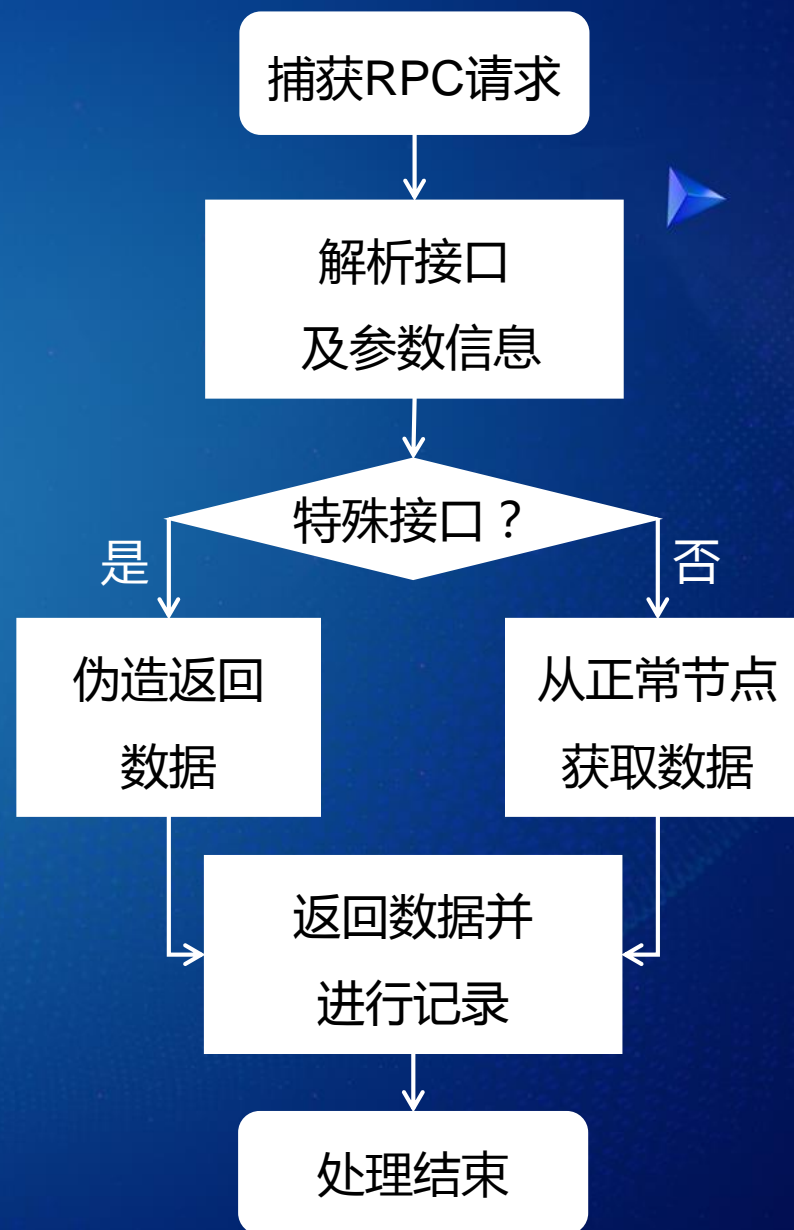 捕获RPC请求
解析接口
及参数信息
特殊接口？
是
否
伪造返回
数据
从正常节点
获取数据
返回数据并
进行记录
处理结束